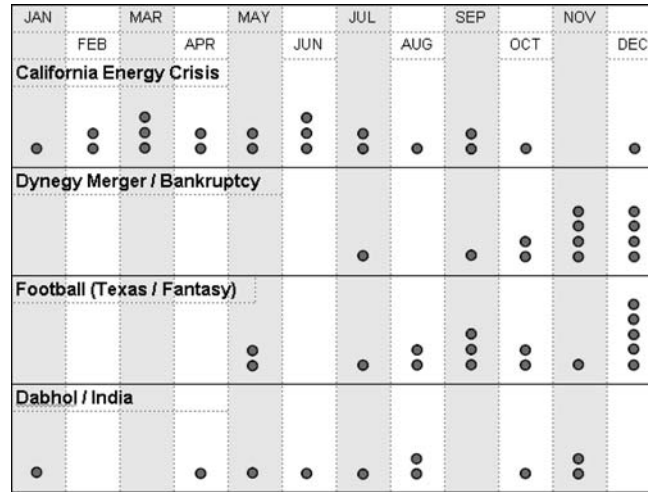 JAN MAR MAY JUL SEP NOV
FEB APR JUN AUG OCT DEC
California Energy Crisis
Dynegy Merger / Bankruptcy
Football (Texas / Fantasy)
Dabhol / India